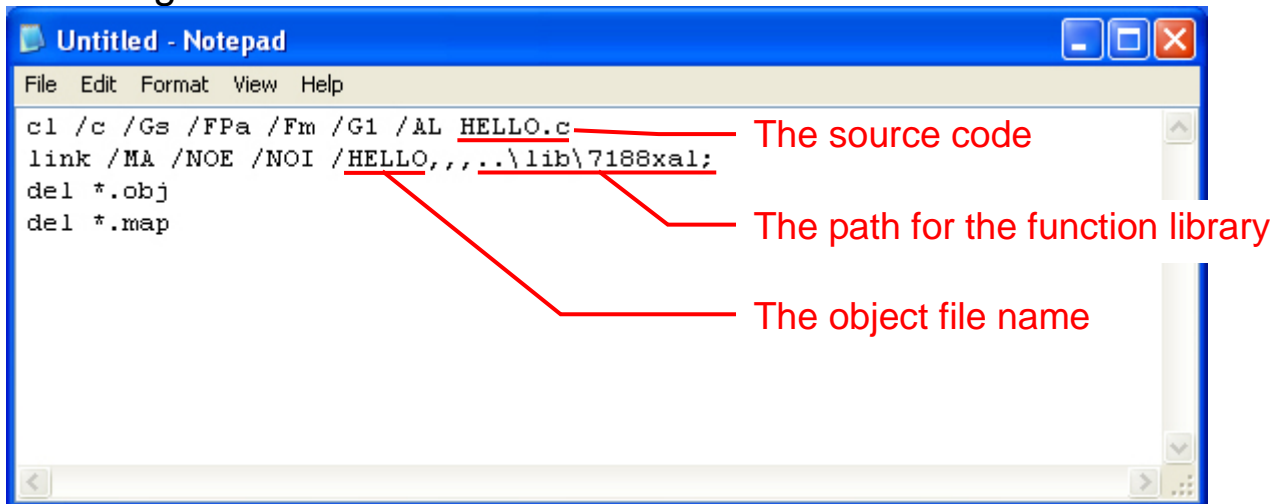 Untitled - Notepad
File Edit Format View Help
cl /c /Gs /FPa /Fm /G1 /AL HELLO.c
The source code
link /MA /NOE /NOI /HELLO,,,..\lib\7188xal;
del *.obj
del *.map
The path for the function library
The object file name